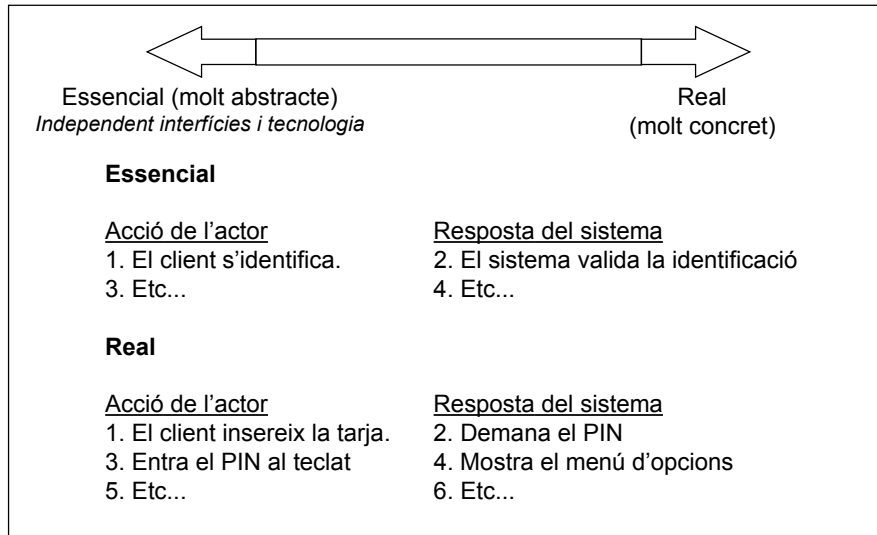 Essencial (molt abstracte)
Independent interfícies i tecnologia
Real
(molt concret)
Essencial
Acció de l'actor
Resposta del sistema
1. El client s'identifica.
2. El sistema valida la identificació
3. Etc...
4. Etc...
Real
Acció de l'actor
Resposta del sistema
1. El client insereix la tarja.
2. Demana el PIN
3. Entra el PIN al teclat
4. Mostra el menú d'opcions
5. Etc...
6. Etc...